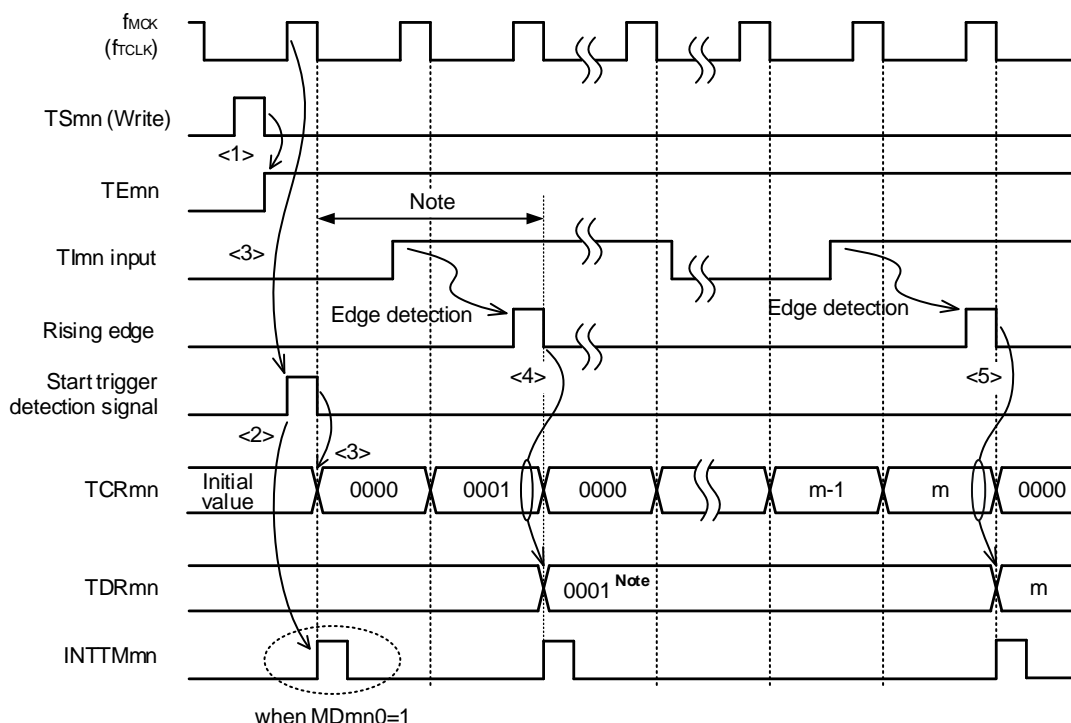 fMCK
(fTCLK)
TSmn (Write)
<1>
TEmn
Note
<3>
TImn input
Edge detection
Edge detection
Rising edge
<4>
<5>
Start trigger
detection signal
<2>
<3>
TCRmn
Initial
value
0000
0001
0000
m-1
m
0000
TDRmn
0001 Note
m
INTTMmn
when MDmn0=1